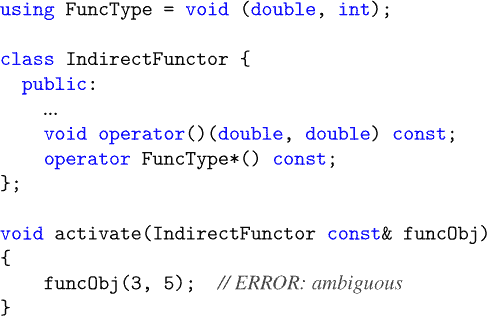 using FuncType = void (double, int);
class IndirectFunctor {
public:
...
void operator()(double, double) const;
operator FuncType*() const;
};
void activate(IndirectFunctor const& funcObj)
{
funcObj(3, 5); // ERROR: ambiguous
}